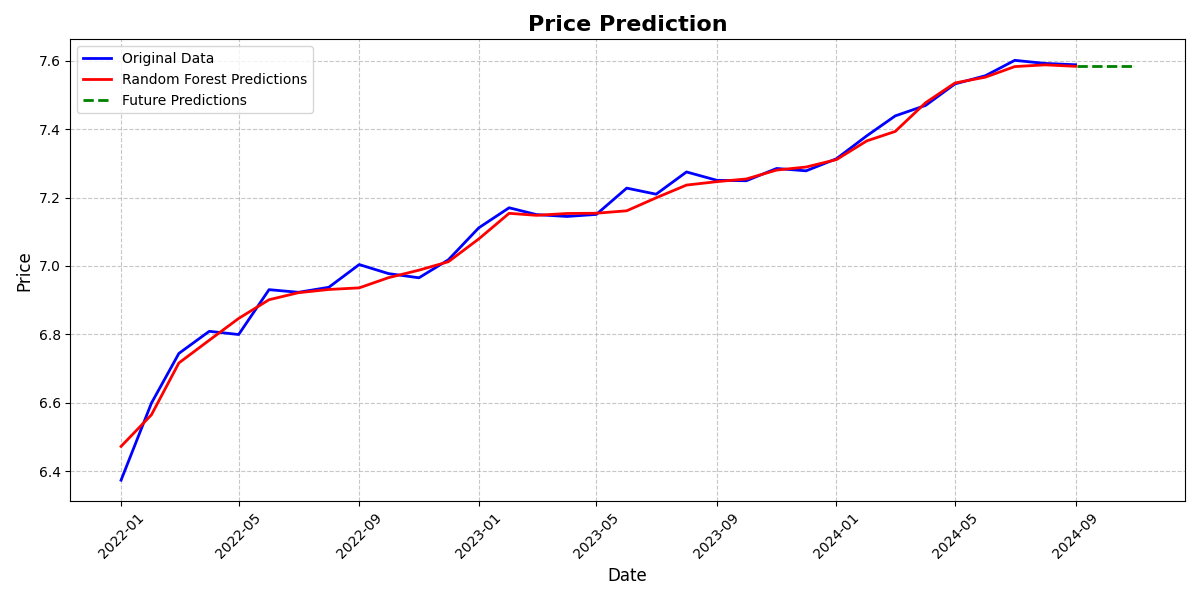 Price Prediction
Original Data
Random Forest Predictions
Future Predictions
Price
7.6
7.4
7.2
7.0
6.8
6.6
6.4
2022-01
2022-05
2022-09
2023-01
2023-05
2023-09
2024-01
2024-05
2024-09
Date